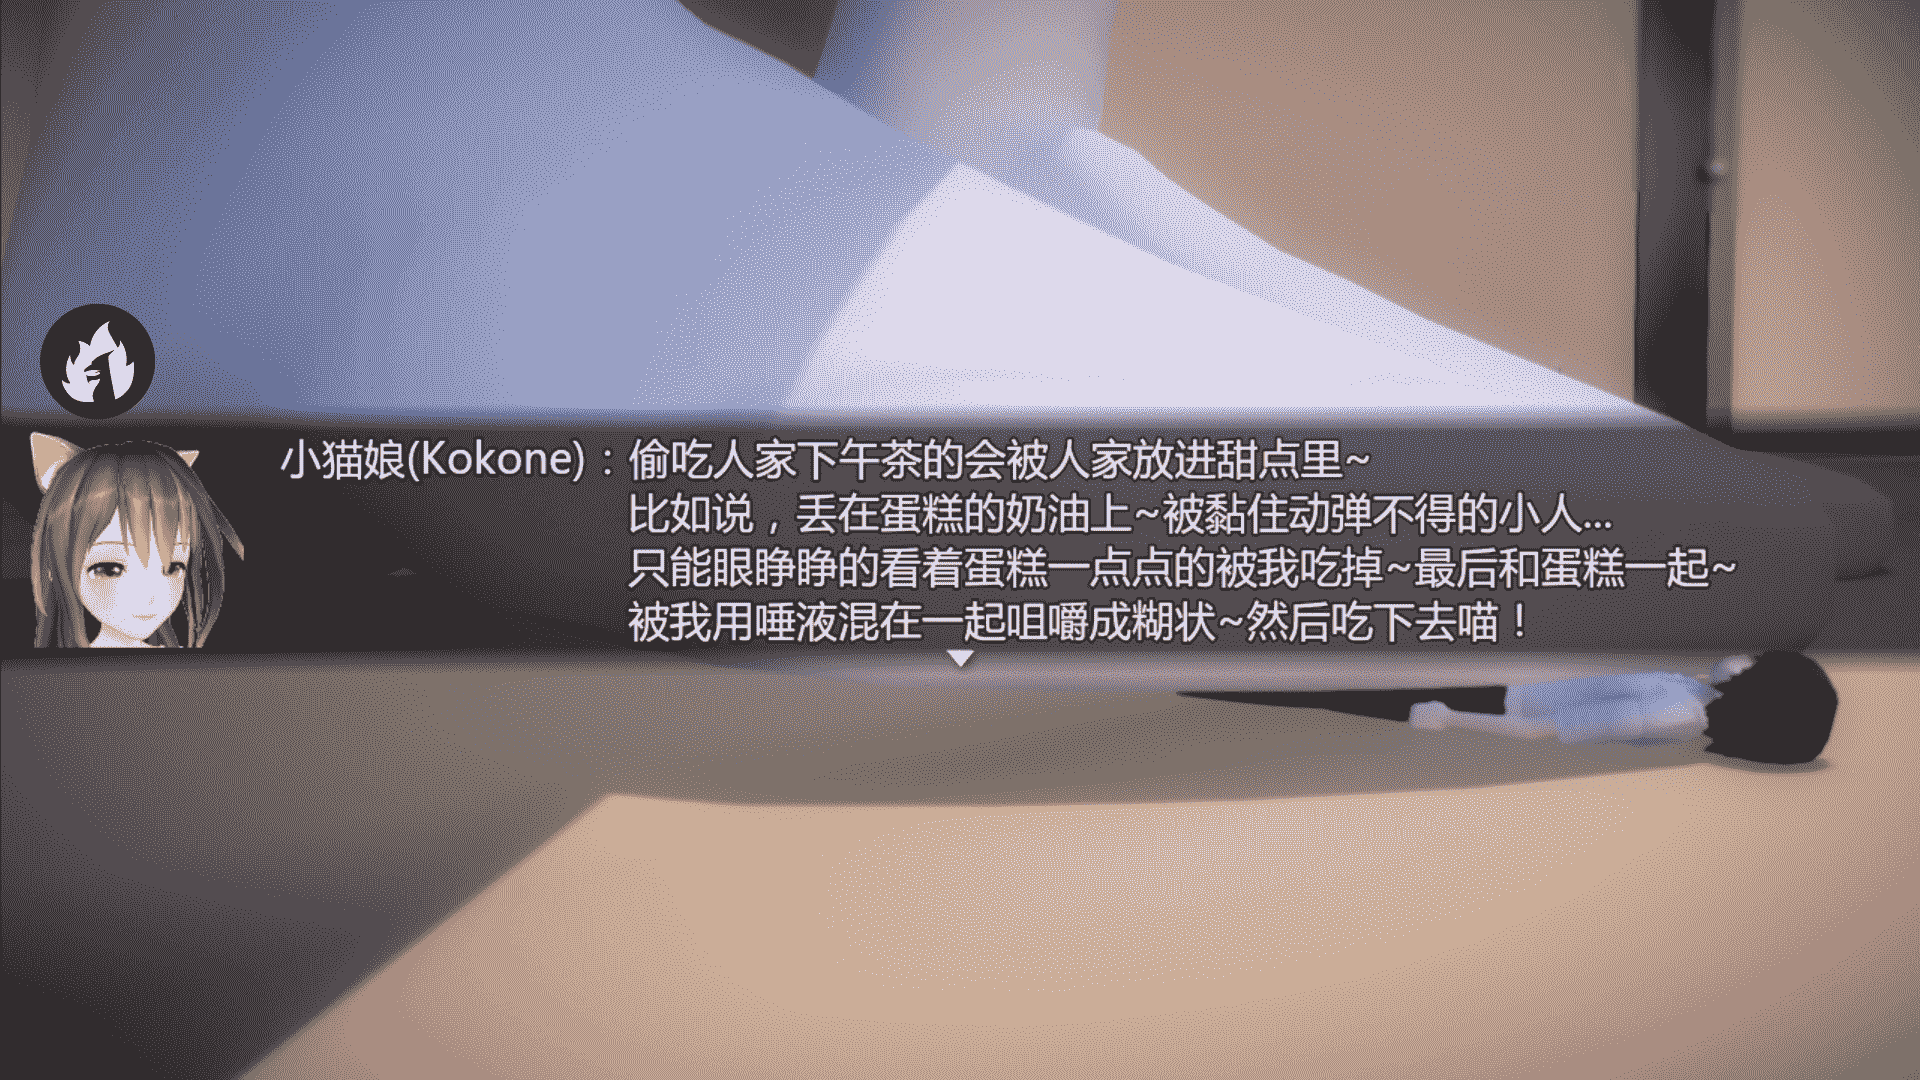 小猫娘(Kokone)：偷吃人家下午茶的会被人家放进甜点里~
比如说，丢在蛋糕的奶油上~被黏住动弹不得的小人...
只能眼睁睁的看着蛋糕一点点的被我吃掉~最后和蛋糕一起~
被我用唾液混在一起咀嚼成糊状~然后吃下去喵！